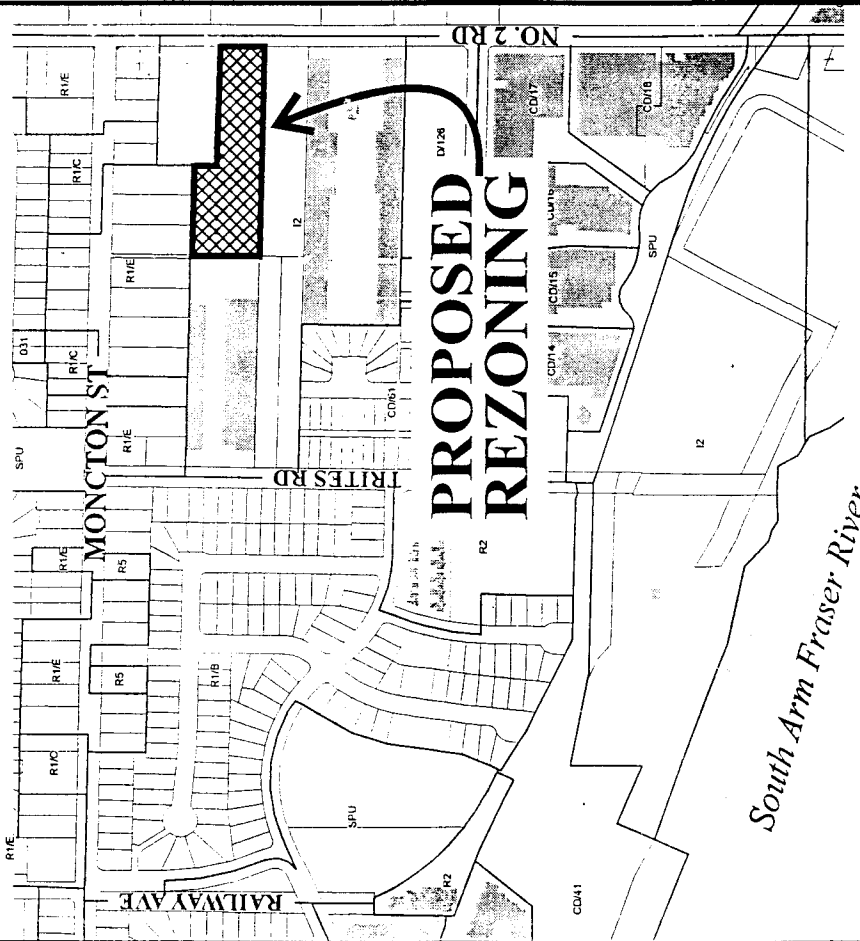 NO. 2 RD
R1/E
CD/17
CD/18
R1/C
D/126
I2
R1/E
PROPOSED
REZONING
CD/16
SPU
CD/15
D31
R1/C
CD/14
MONCTON ST
CD/61
SPU
R1/E
I2
TRITES RD
R1/E
R5
R2
South Arm Fraser River
R1/E
R5
R1/B
R1/C
SPU
R1/E
RAILWAY AVE
R2
CD/41